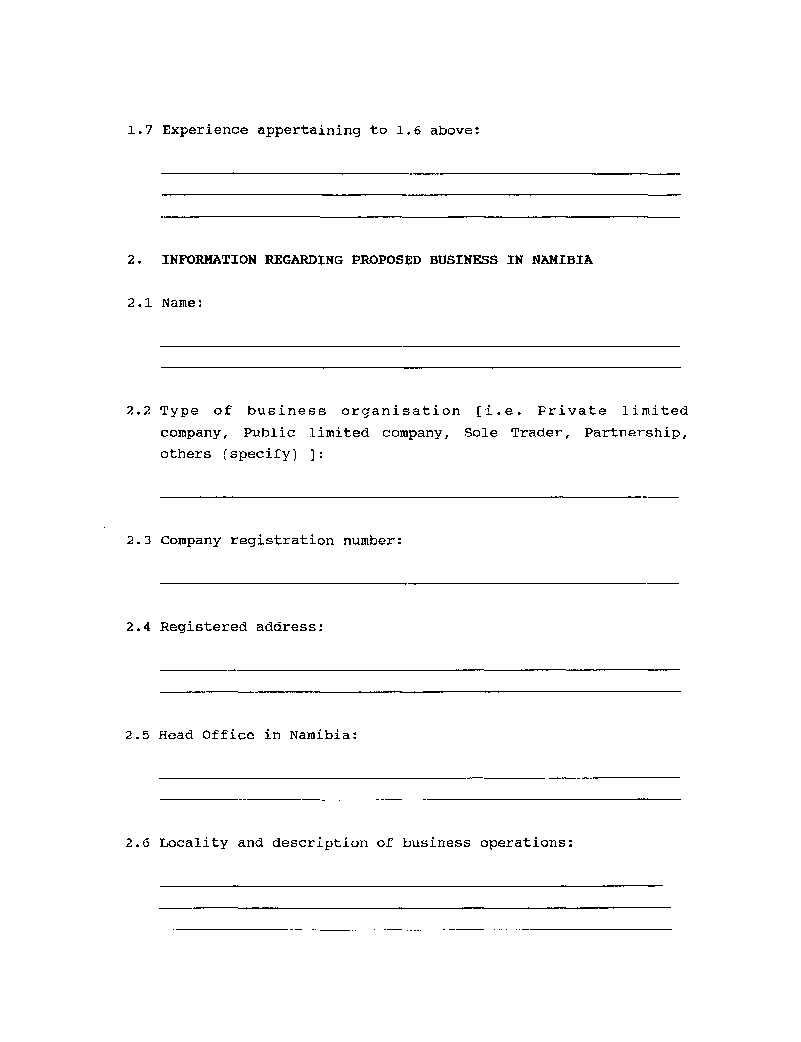 1.7 Experience appertaining to 1.6 above:
2. INFORMATION REGARDING PROPOSED BUSINESS IN NAMIBIA
2.1 Name:
2.2 Type of business organisation [i.e. Private limited
company, Public limited company, Sole Trader, Partnership,
others (specify) ]:
2.3 Company registration number:
2.4 Registered address:
2.5 Head Office in Namibia:
2.6 Locality and description of business operations: